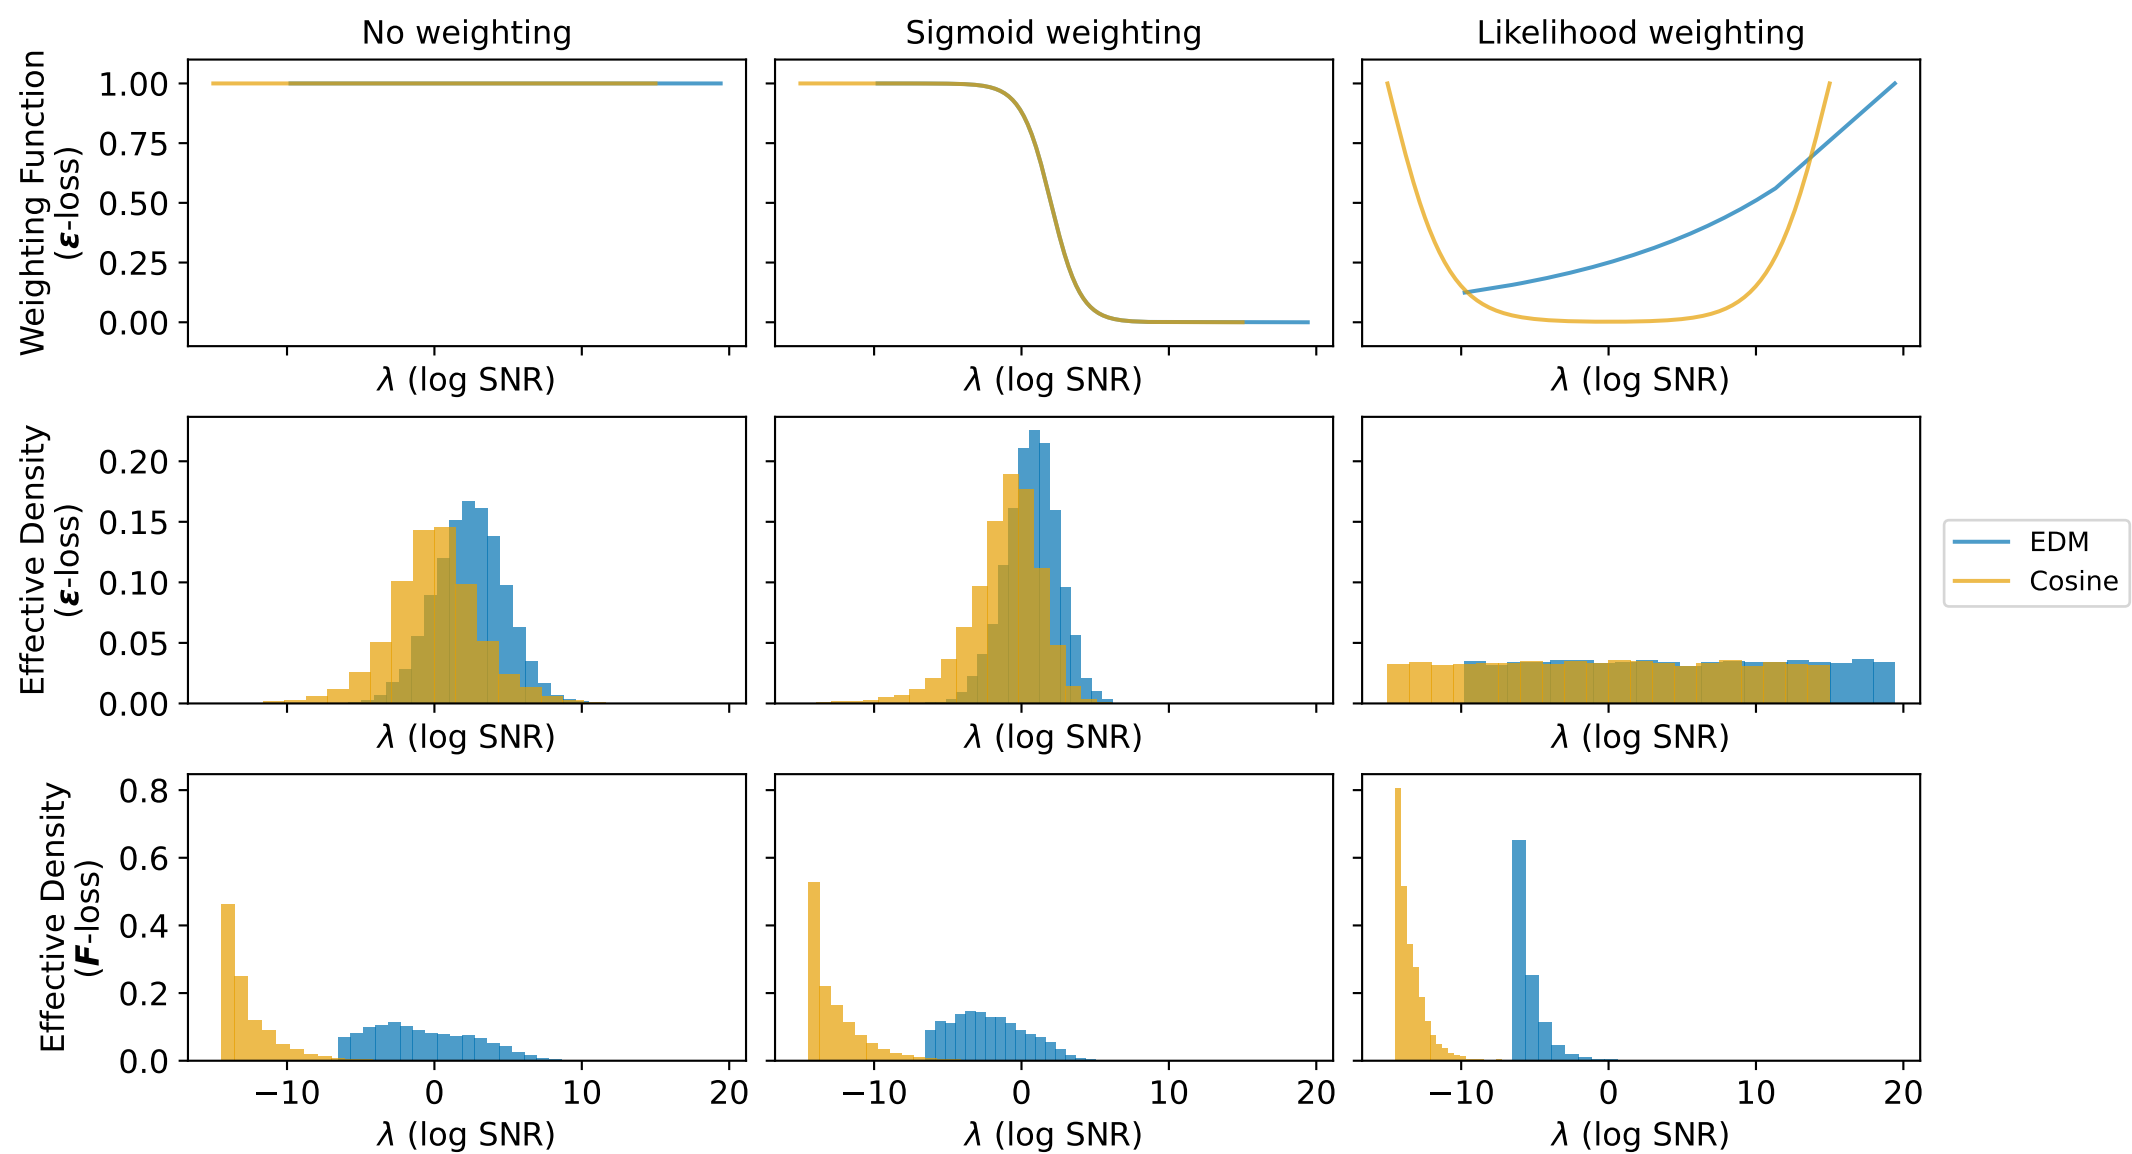 No weighting
Sigmoid weighting
Likelihood weighting
Weighting Function
(ε-loss)
1.00
0.75
0.50
0.25
0.00
λ (log SNR)
λ (log SNR)
λ (log SNR)
Effective Density
(ε-loss)
0.20
0.15
0.10
0.05
0.00
λ (log SNR)
λ (log SNR)
λ (log SNR)
EDM
Cosine
Effective Density
(F-loss)
0.8
0.6
0.4
0.2
0.0
−10 0 10 20
−10 0 10 20
−10 0 10 20
λ (log SNR)
λ (log SNR)
λ (log SNR)